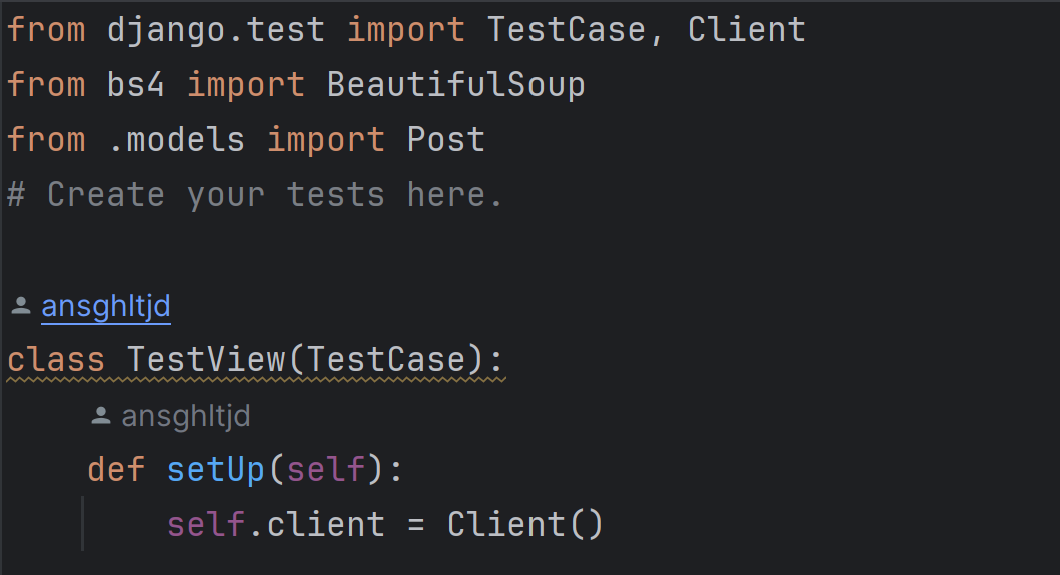 from django.test import TestCase, Client
from bs4 import BeautifulSoup
from .models import Post
# Create your tests here.
ansghltjd
class TestView(TestCase):
ansghltjd
def setUp(self):
self.client = Client()